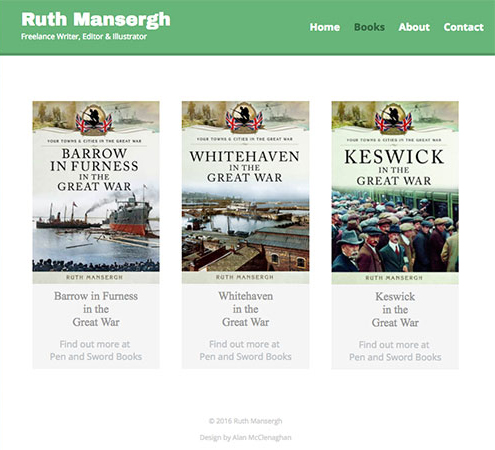 Ruth Mansergh
Freelance Writer, Editor & Illustrator
Home Books About Contact
YOUR TOWNS & CITIES IN THE GREAT WAR
BARROW
IN FURNESS
IN THE
GREAT WAR
RUTH MANSERGH
Barrow in Furness
in the
Great War
Find out more at
Pen and Sword Books
YOUR TOWNS & CITIES IN THE GREAT WAR
WHITEHAVEN
IN THE
GREAT WAR
RUTH MANSERGH
Whitehaven
in the
Great War
Find out more at
Pen and Sword Books
YOUR TOWNS & CITIES IN THE GREAT WAR
KESWICK
IN THE
GREAT WAR
RUTH MANSERGH
Keswick
in the
Great War
Find out more at
Pen and Sword Books
© 2016 Ruth Mansergh
Design by Alan McClenaghan